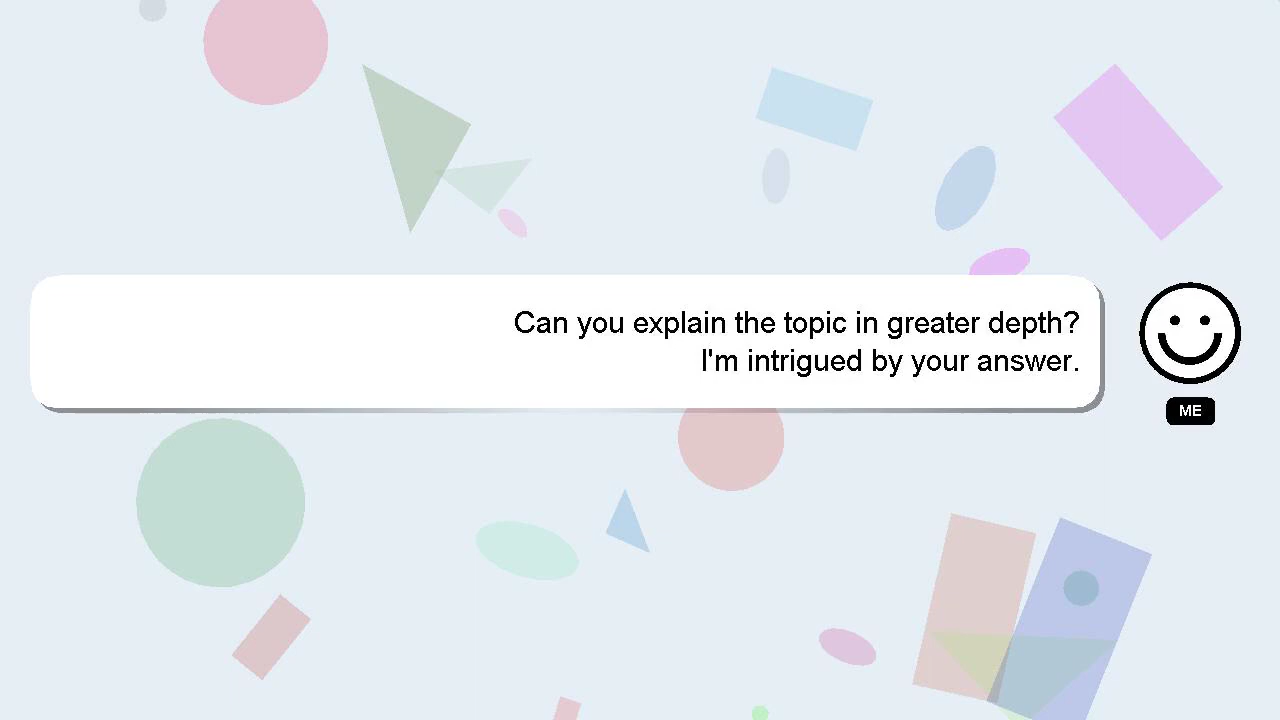 Can you explain the topic in greater depth?
I'm intrigued by your answer.
ME